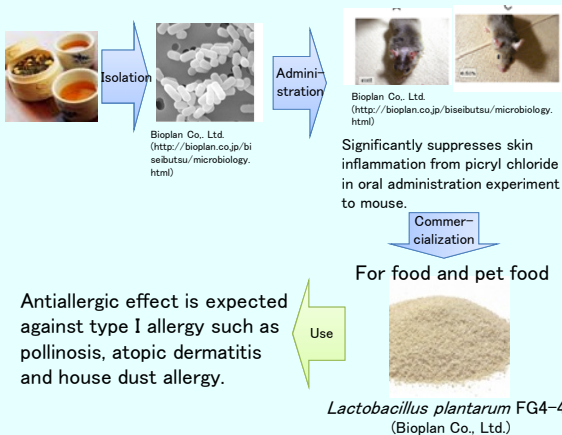 Isolation
Bioplan Co,. Ltd.
(http://bioplan.co.jp/bi
seibutsu/microbiology.
html)
Admini-
stration
Bioplan Co,. Ltd.
(http://bioplan.co.jp/biseibutsu/microbiology.
html)
Significantly suppresses skin
inflammation from picryl chloride
in oral administration experiment
to mouse.
Commer-
cialization
For food and pet food
Lactobacillus plantarum FG4-4
(Bioplan Co., Ltd.)
Use
Antiallergic effect is expected
against type I allergy such as
pollinosis, atopic dermatitis
and house dust allergy.